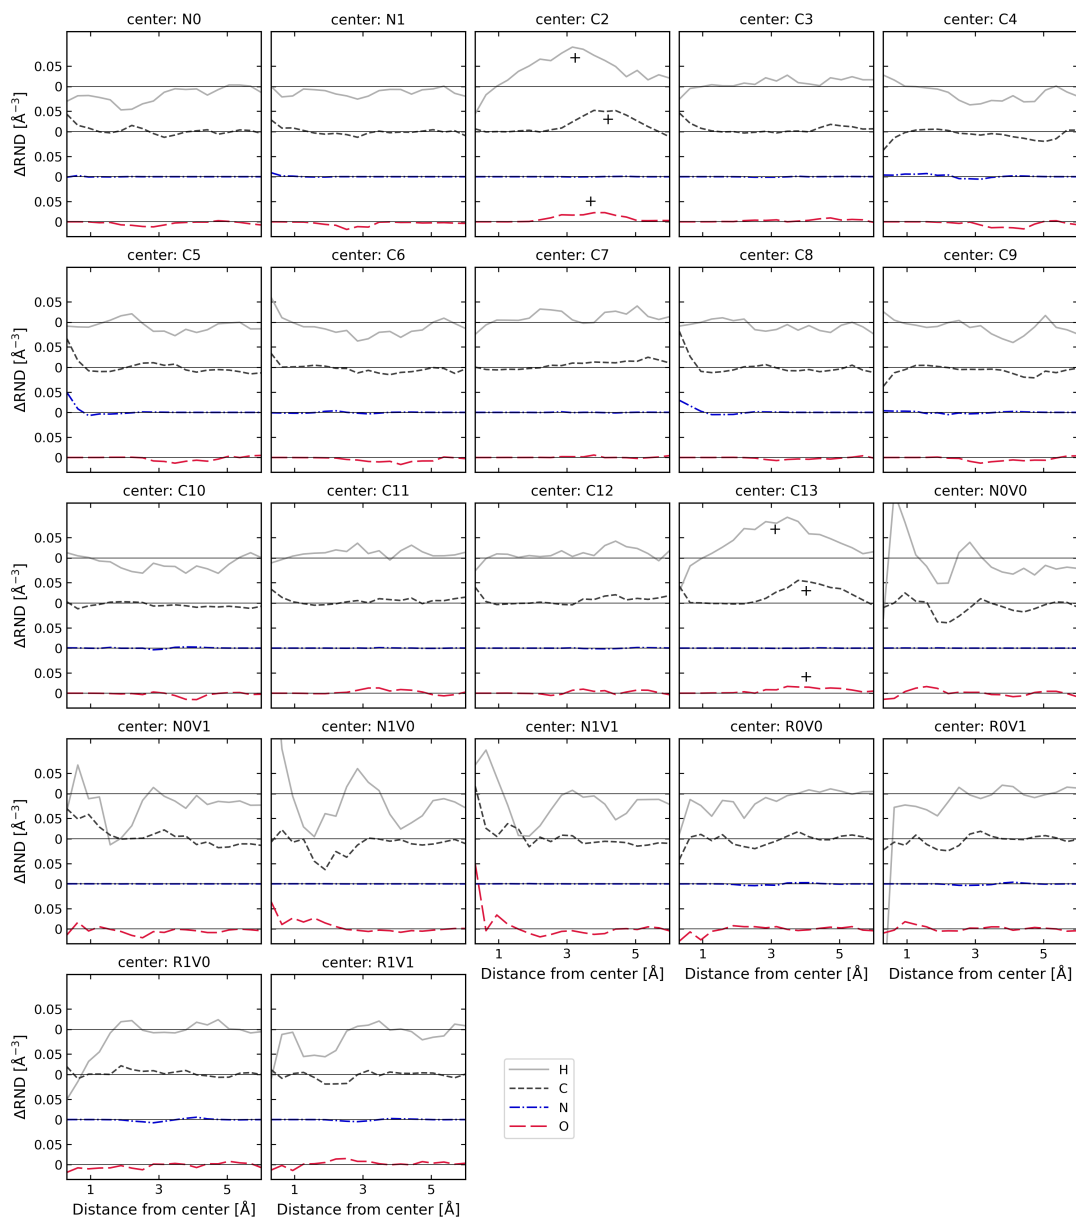 center: N0 center: N1 center: C2 center: C3 center: C4
ΔRND [Å⁻³]
0.05
0
0.05
0
0.05
0
0.05
0
center: C5 center: C6 center: C7 center: C8 center: C9
ΔRND [Å⁻³]
0.05
0
0.05
0
0.05
0
0.05
0
center: C10 center: C11 center: C12 center: C13 center: N0V0
ΔRND [Å⁻³]
0.05
0
0.05
0
0.05
0
0.05
0
center: N0V1 center: N1V0 center: N1V1 center: R0V0 center: R0V1
ΔRND [Å⁻³]
0.05
0
0.05
0
0.05
0
0.05
0
1 3 5 1 3 5 1 3 5
Distance from center [Å] Distance from center [Å] Distance from center [Å]
center: R1V0 center: R1V1
ΔRND [Å⁻³]
0.05
0
0.05
0
0.05
0
0.05
0
1 3 5 1 3 5
Distance from center [Å] Distance from center [Å]
H
C
N
O